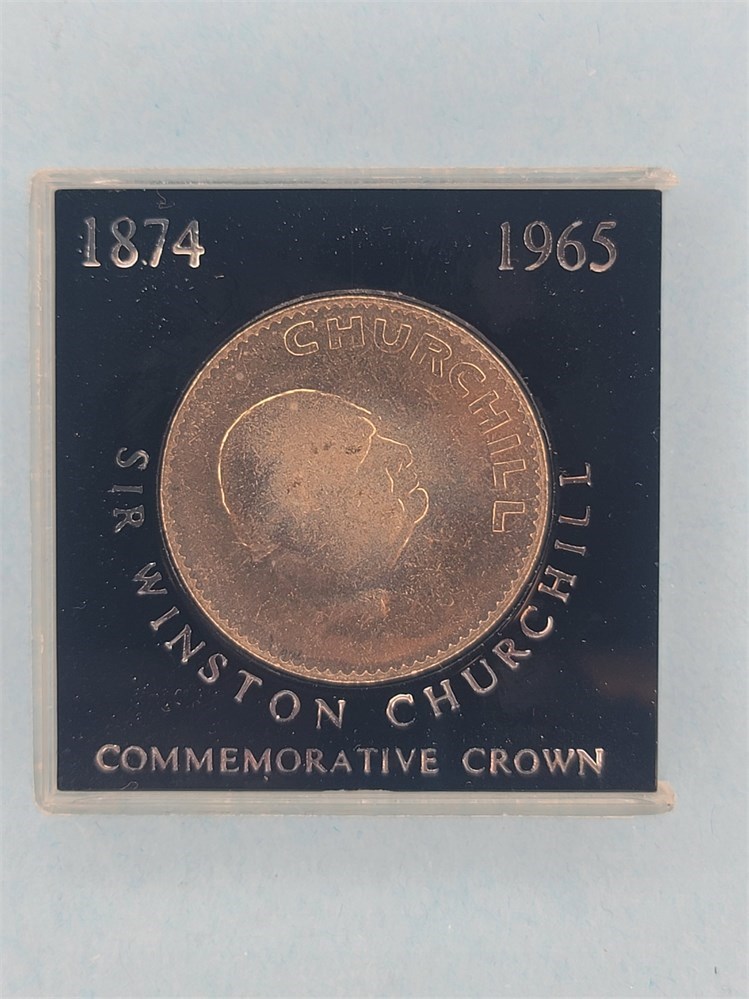 1874
1965
CHURCHILL
SIR WINSTON CHURCHILL
COMMEMORATIVE CROWN